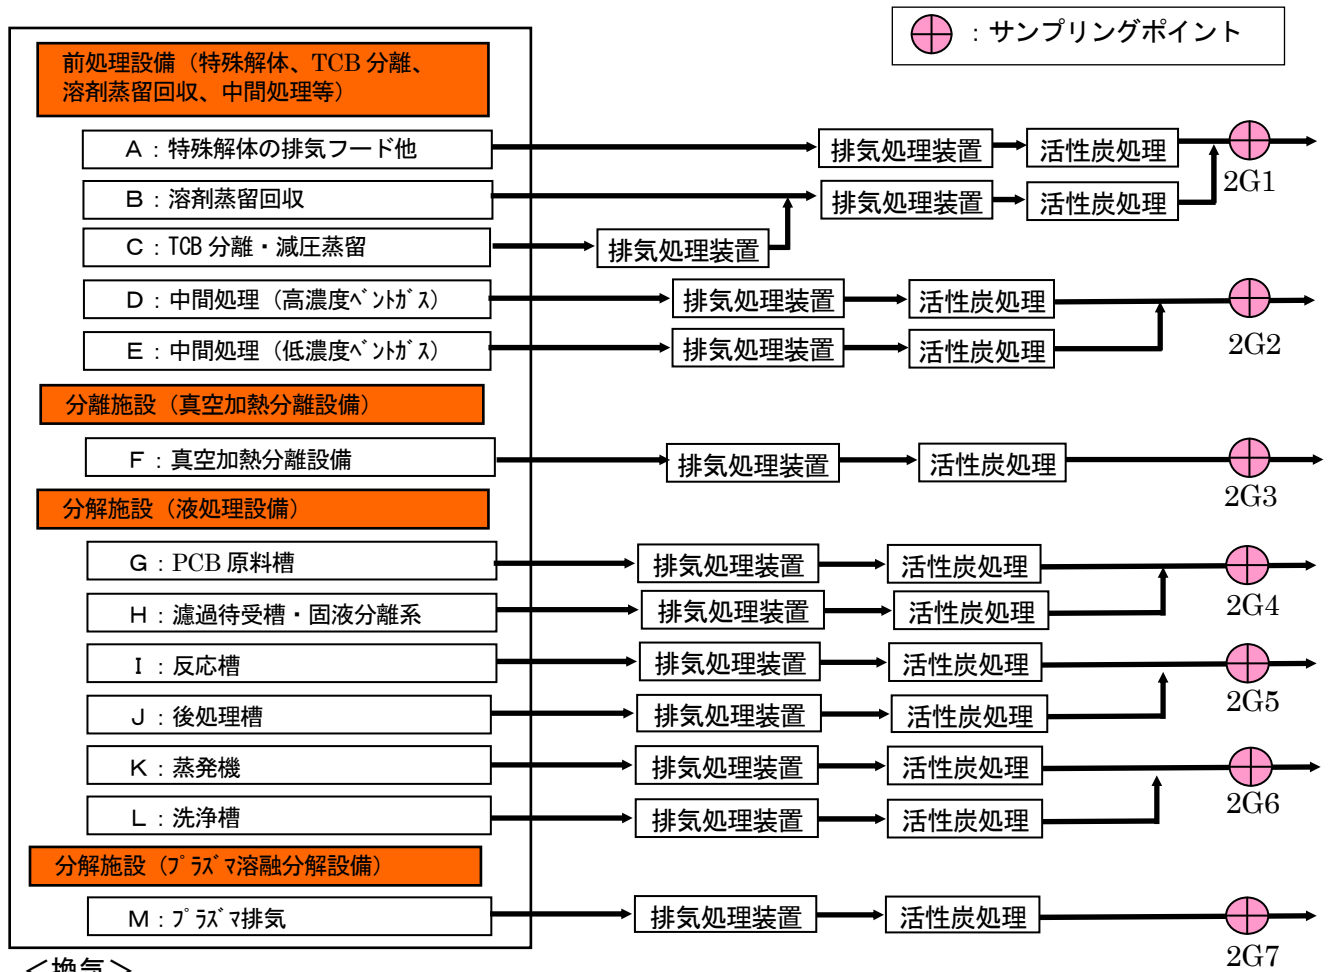 ：サンプリングポイント
前処理設備（特殊解体、TCB 分離、
溶剤蒸留回収、中間処理等）
A：特殊解体の排気フード他
排気処理装置
活性炭処理
2G1
B：溶剤蒸留回収
排気処理装置
活性炭処理
C：TCB 分離・減圧蒸留
排気処理装置
D：中間処理（高濃度ﾍﾞﾝﾄｶﾞｽ）
排気処理装置
活性炭処理
2G2
E：中間処理（低濃度ﾍﾞﾝﾄｶﾞｽ）
排気処理装置
活性炭処理
分離施設（真空加熱分離設備）
F：真空加熱分離設備
排気処理装置
活性炭処理
2G3
分解施設（液処理設備）
G：PCB 原料槽
排気処理装置
活性炭処理
2G4
H：濾過待受槽・固液分離系
排気処理装置
活性炭処理
I：反応槽
排気処理装置
活性炭処理
2G5
J：後処理槽
排気処理装置
活性炭処理
K：蒸発機
排気処理装置
活性炭処理
2G6
L：洗浄槽
排気処理装置
活性炭処理
分解施設（ﾌﾟﾗｽﾞﾏ溶融分解設備）
M：ﾌﾟﾗｽﾞﾏ排気
排気処理装置
活性炭処理
2G7
＜換気＞